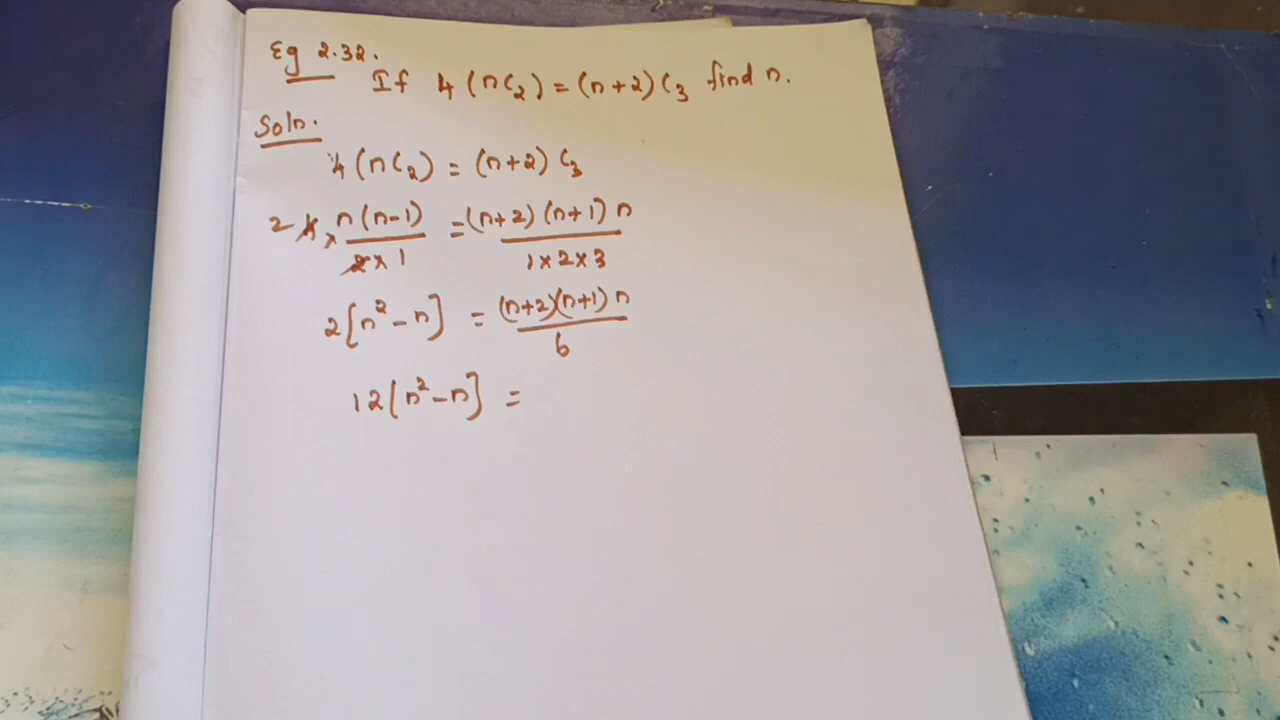 Eg 2.32.
If 4 (nC₂) = (n+2) C₃ find n.
Soln.
4 (nC₂) = (n+2) C₃
2 4 × n(n-1) / 2×1 = (n+2) (n+1) n / 1×2×3
2[n² - n] = (n+2)(n+1) n / 6
12[n² - n] =